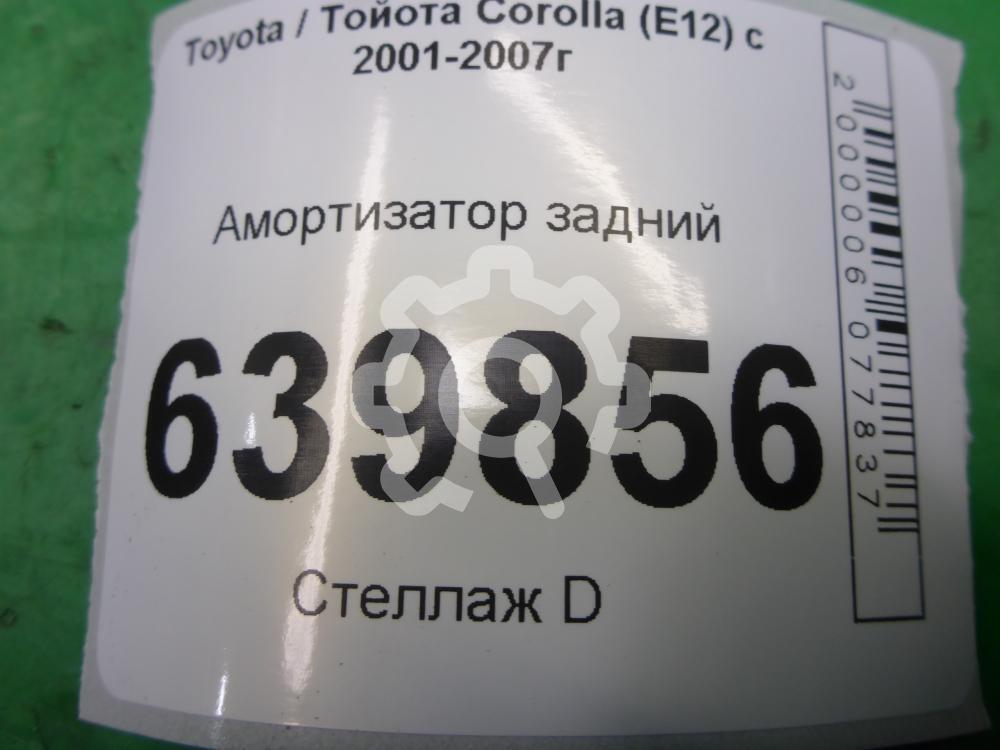 Toyota / Тойота Corolla (E12) с
2001-2007г
Амортизатор задний
639856
Стеллаж D
2000006077837